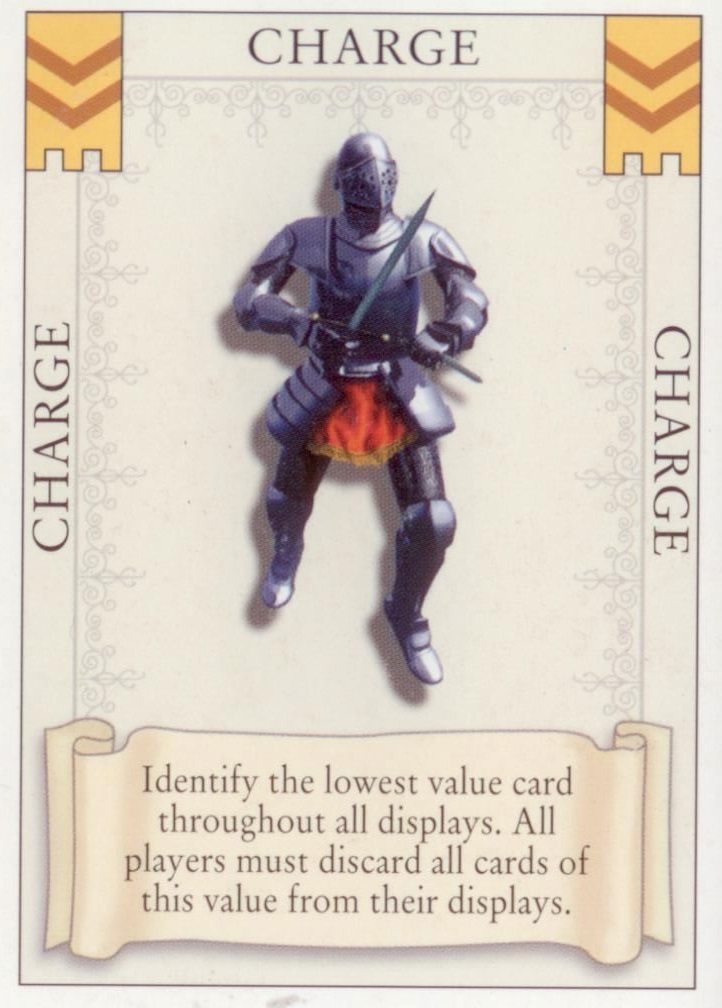 CHARGE
CHARGE
CHARGE
Identify the lowest value card
throughout all displays. All
players must discard all cards of
this value from their displays.